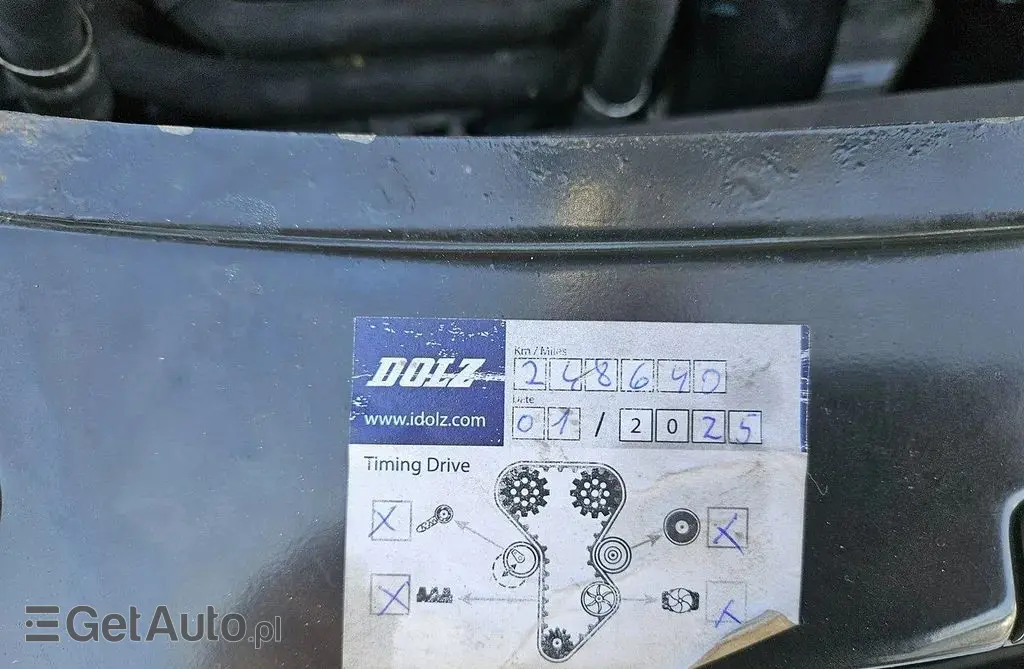 DOLZ
www.idolz.com
Km / Miles
248640
Date
01 / 2025
Timing Drive
X
X
X
X
GetAuto.pl